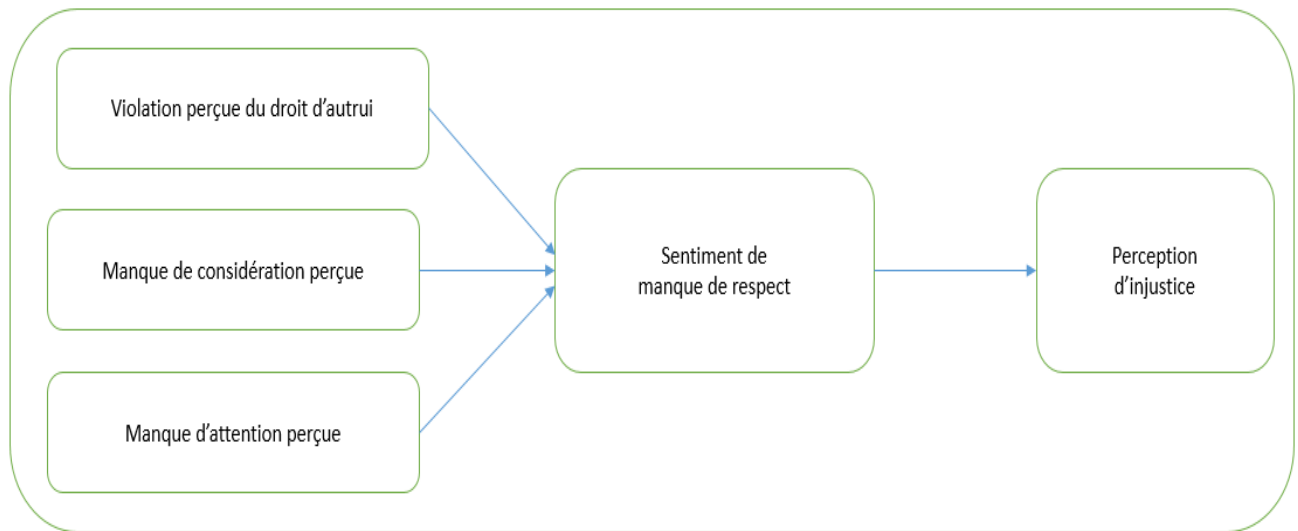 Violation perçue du droit d’autrui
Manque de considération perçue
Manque d’attention perçue
Sentiment de
manque de respect
Perception
d’injustice